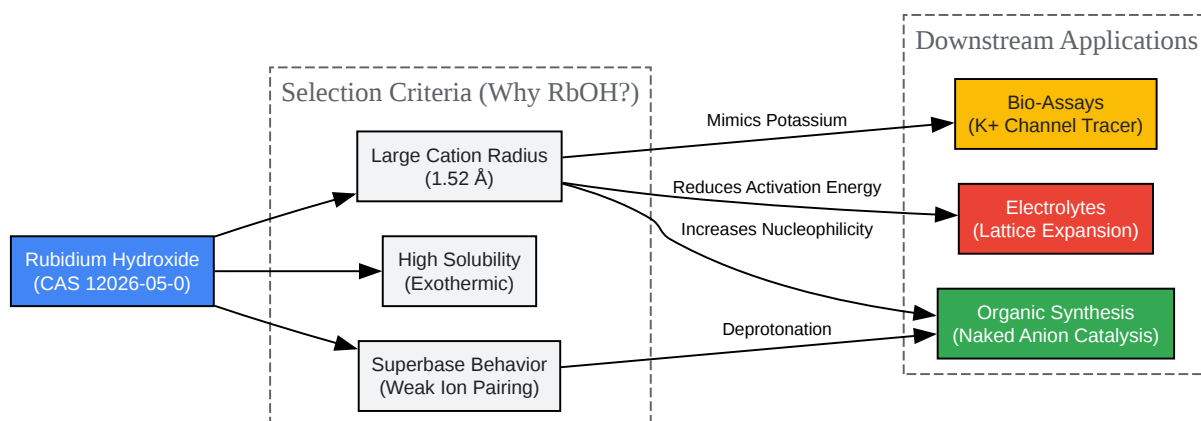 Downstream Applications
Selection Criteria (Why RbOH?)
Bio-Assays
(K+ Channel Tracer)
Mimics Potassium
Large Cation Radius
(1.52 Å)
Reduces Activation Energy
Electrolytes
(Lattice Expansion)
Increases Nucleophilicity
Rubidium Hydroxide
(CAS 12026-05-0)
High Solubility
(Exothermic)
Organic Synthesis
(Naked Anion Catalysis)
Deprotonation
Superbase Behavior
(Weak Ion Pairing)